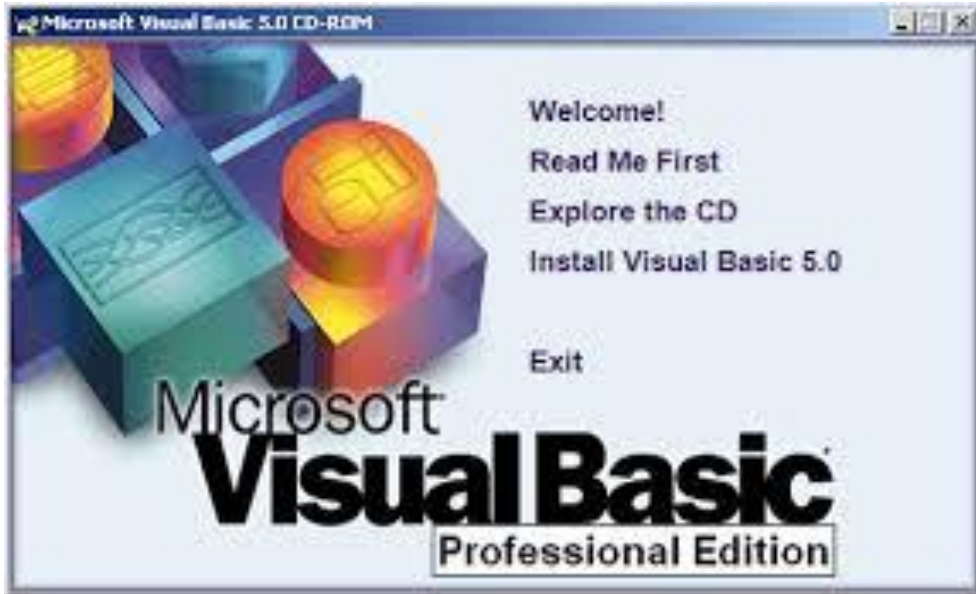 Microsoft Visual Basic 5.0 CD-ROM
Welcome!
Read Me First
Explore the CD
Install Visual Basic 5.0
Exit
Microsoft
Visual Basic
Professional Edition